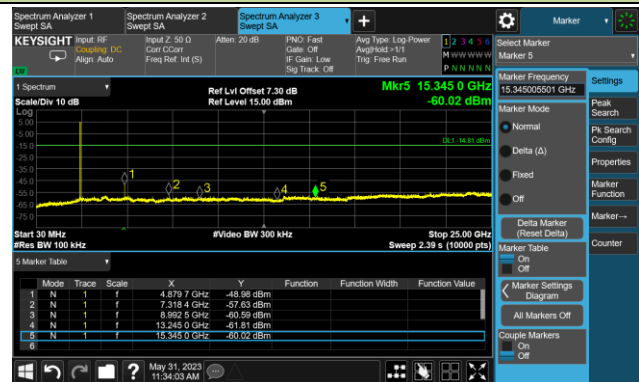 Spectrum Analyzer 1
Swept SA
Spectrum Analyzer 2
Swept SA
Spectrum Analyzer 3
Swept SA
Marker
KEYSIGHT
Input: RF
Coupling: DC
Align: Auto
Input Z: 50 Ω
Corr CCorr
Freq Ref: Int (S)
Atten: 20 dB
PNO: Fast
Gate: Off
IF Gain: Low
Sig Track: Off
Avg Type: Log-Power
Avg|Hold:>1/1
Trig: Free Run
1 2 3 4 5 6
M W W W W W
P N N N N N
LXI
1 Spectrum
Scale/Div 10 dB
Log
Ref Lvl Offset 7.30 dB
Ref Level 15.00 dBm
Mkr5 15.345 0 GHz
-60.02 dBm
5.00
-5.00
-15.0
-25.0
-35.0
-45.0
-55.0
-65.0
-75.0
DL1 -14.81 dBm
1
2
3
4
5
Start 30 MHz
#Res BW 100 kHz
#Video BW 300 kHz
Stop 25.00 GHz
Sweep 2.39 s (10000 pts)
5 Marker Table
Mode Trace Scale X Y Function Function Width Function Value
1 N 1 f 4.879 7 GHz -48.98 dBm
2 N 1 f 7.318 4 GHz -57.63 dBm
3 N 1 f 8.992 5 GHz -60.59 dBm
4 N 1 f 13.245 0 GHz -61.81 dBm
5 N 1 f 15.345 0 GHz -60.02 dBm
6
May 31, 2023
11:34:03 AM
Select Marker
Marker 5
Marker Frequency
15.345005501 GHz
Marker Mode
Normal
Delta (Δ)
Fixed
Off
Delta Marker
(Reset Delta)
Marker Table
On
Off
Marker Settings
Diagram
All Markers Off
Couple Markers
On
Off
Settings
Peak
Search
Pk Search
Config
Properties
Marker
Function
Marker→
Counter